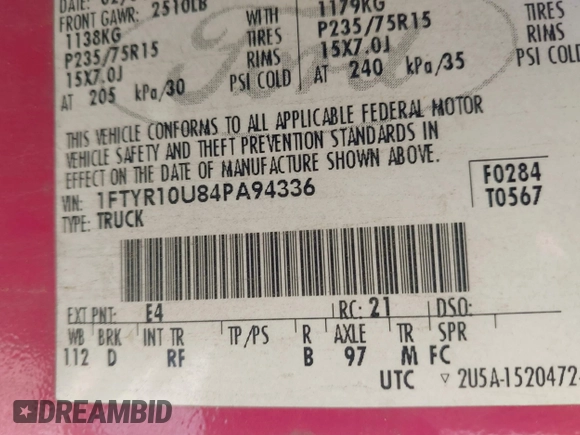 DATE:
FRONT GAWR: 2510LB
1138KG WITH 1179KG WITH
P235/75R15 TIRES P235/75R15 TIRES
15X7.0J RIMS 15X7.0J RIMS
AT 205 kPa/30 PSI COLD AT 240 kPa/35 PSI COLD
Ford
THIS VEHICLE CONFORMS TO ALL APPLICABLE FEDERAL MOTOR
VEHICLE SAFETY AND THEFT PREVENTION STANDARDS IN
EFFECT ON THE DATE OF MANUFACTURE SHOWN ABOVE.
VIN: 1FTYR10U84PA94336 F0284
TYPE: TRUCK T0567
EXT PNT: E4 RC: 21 DSO:
WB BRK INT TR TP/PS R AXLE TR SPR
112 D RF B 97 M FC
UTC ▽ 2U5A-1520472-
DREAMBID